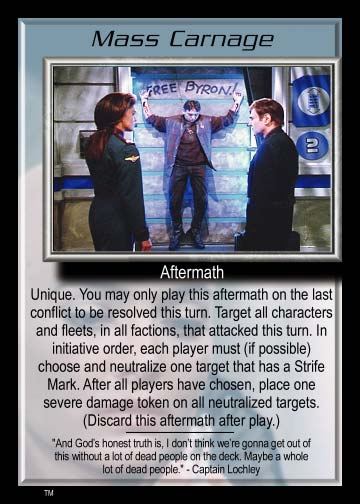 Mass Carnage
FREE BYRON!
2
Aftermath
Unique. You may only play this aftermath on the last
conflict to be resolved this turn. Target all characters
and fleets, in all factions, that attacked this turn. In
initiative order, each player must (if possible)
choose and neutralize one target that has a Strife
Mark. After all players have chosen, place one
severe damage token on all neutralized targets.
(Discard this aftermath after play.)
"And God's honest truth is, I don't think we're gonna get out of
this without a lot of dead people on the deck. Maybe a whole
lot of dead people." - Captain Lochley
TM